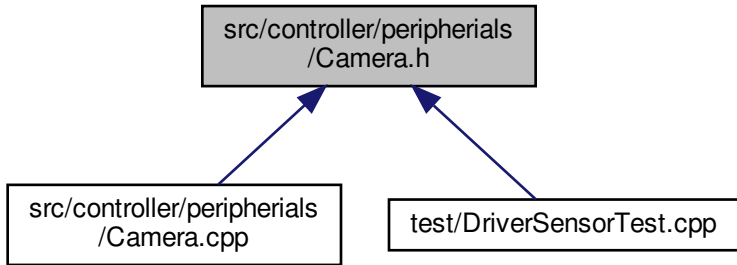 src/controller/peripherials
/Camera.h
src/controller/peripherials
/Camera.cpp
test/DriverSensorTest.cpp